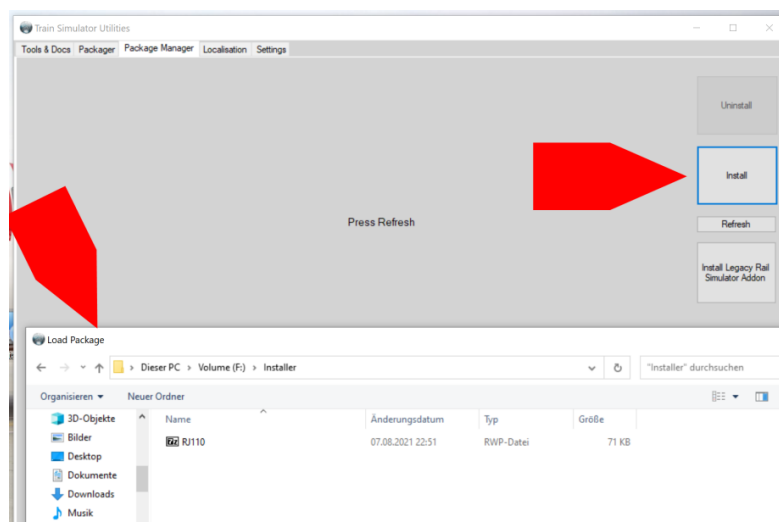 Train Simulator Utilities
Tools & Docs Packager Package Manager Localisation Settings
Uninstall
Install
Press Refresh
Refresh
Install Legacy Rail
Simulator Addon
Load Package
Dieser PC > Volume (F:) > Installer
"Installer" durchsuchen
Organisieren Neuer Ordner
3D-Objekte
Bilder
Desktop
Dokumente
Downloads
Musik
Name Änderungsdatum Typ Größe
RJ110 07.08.2021 22:51 RWP-Datei 71 KB